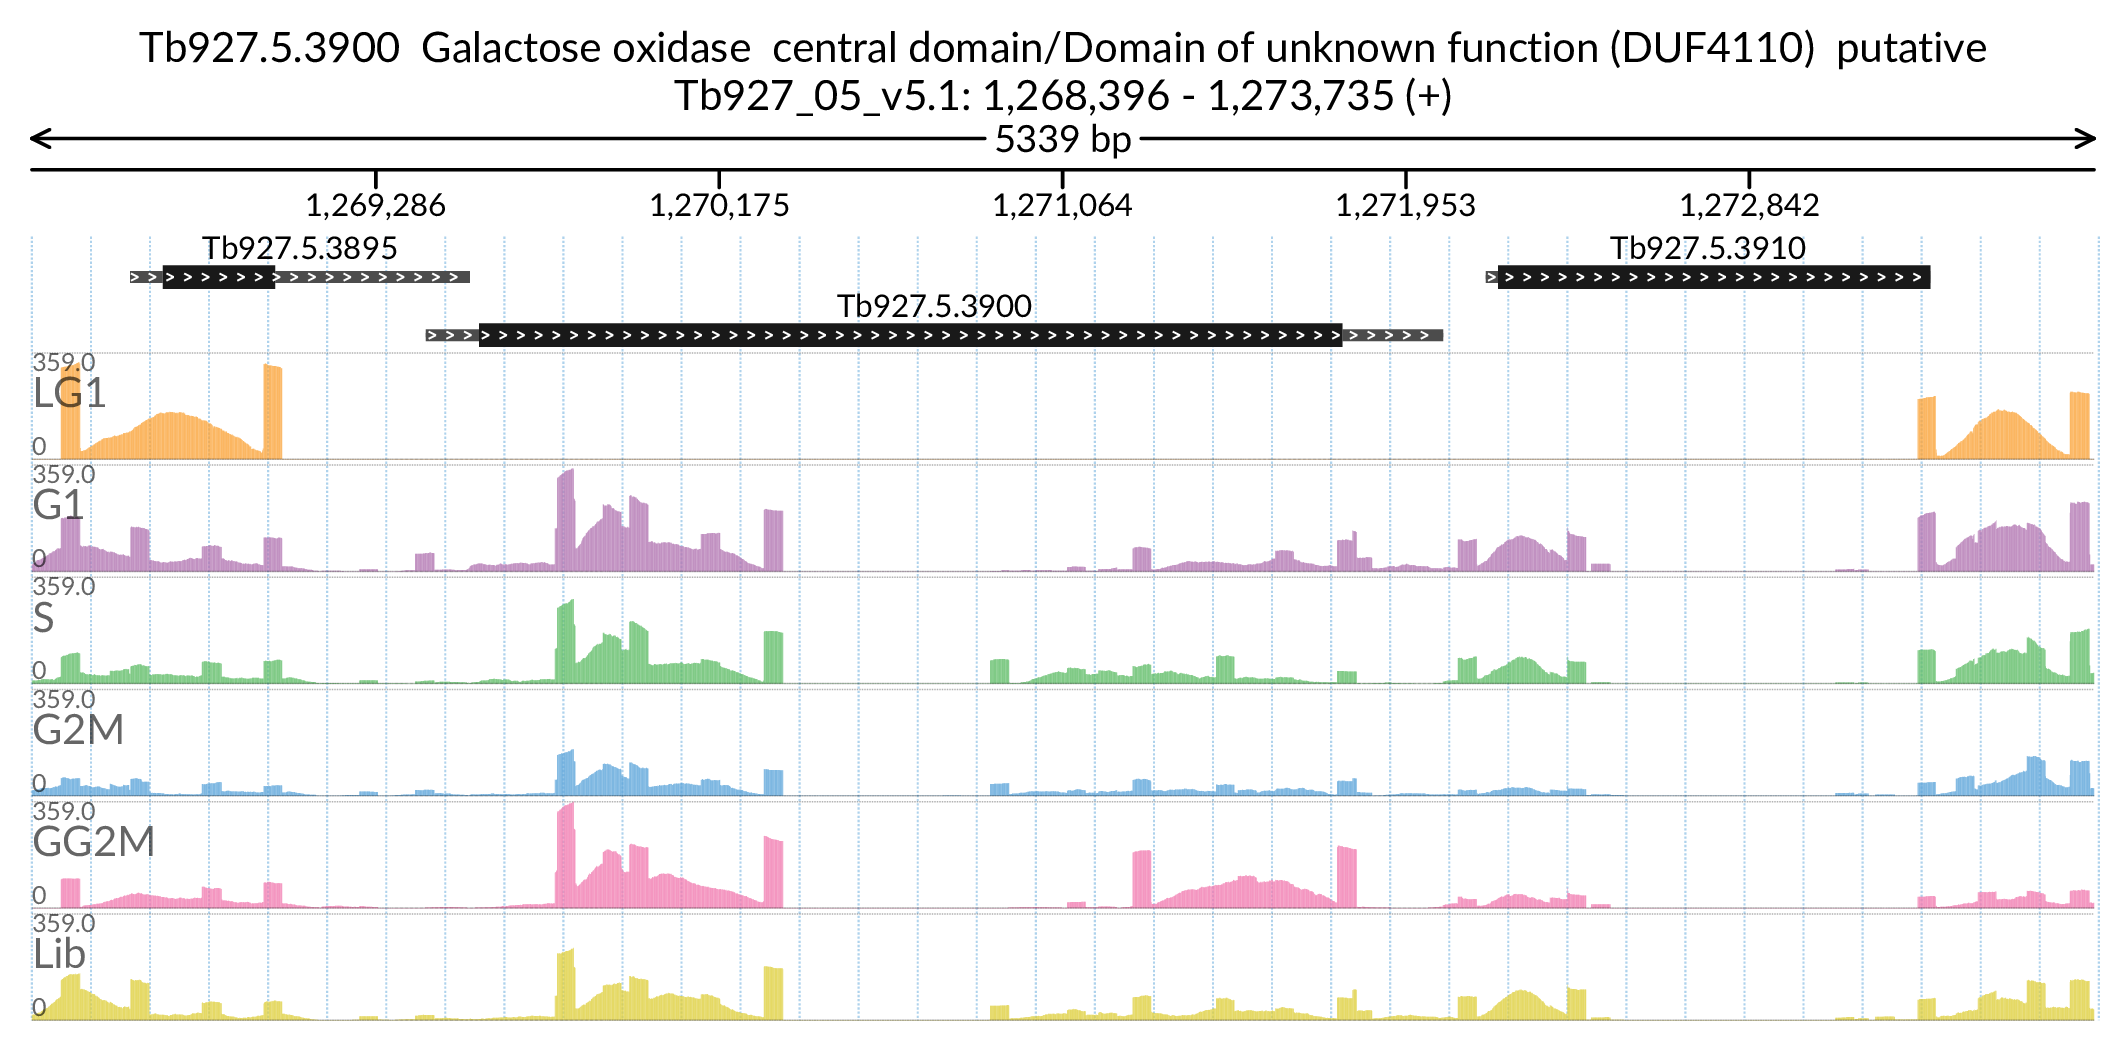 Tb927.5.3900  Galactose oxidase  central domain/Domain of unknown function (DUF4110)  putative
Tb927_05_v5.1: 1,268,396 - 1,273,735 (+)
5339 bp
1,269,286 1,270,175 1,271,064 1,271,953 1,272,842
Tb927.5.3895 Tb927.5.3910
Tb927.5.3900
359.0
LG1
0
359.0
G1
0
359.0
S
0
359.0
G2M
0
359.0
GG2M
0
359.0
Lib
0